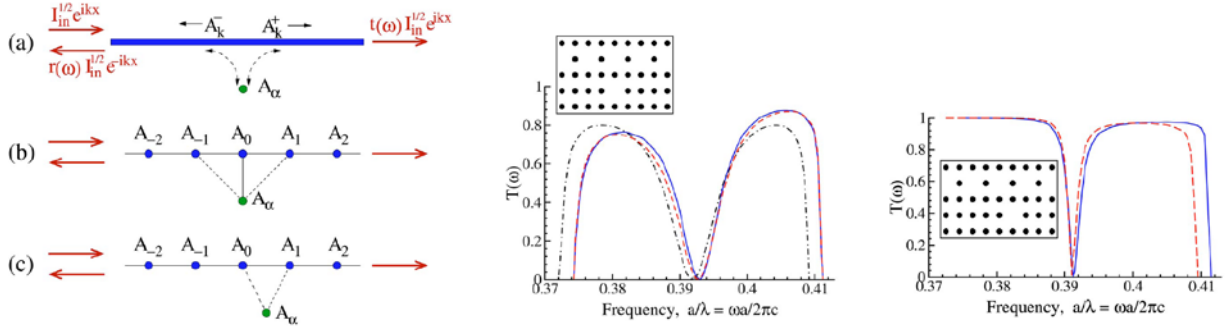 I_in^1/2 e^ikx
A_k^- A_k^+
t(ω) I_in^1/2 e^ikx
(a)
r(ω) I_in^1/2 e^-ikx
A_α
(b)
A_-2 A_-1 A_0 A_1 A_2
A_α
(c)
A_-2 A_-1 A_0 A_1 A_2
A_α
T(ω)
1
0.8
0.6
0.4
0.2
0
0.37 0.38 0.39 0.4 0.41
Frequency, a/λ = ωa/2πc
T(ω)
1
0.8
0.6
0.4
0.2
0
0.37 0.38 0.39 0.4 0.41
Frequency, a/λ = ωa/2πc